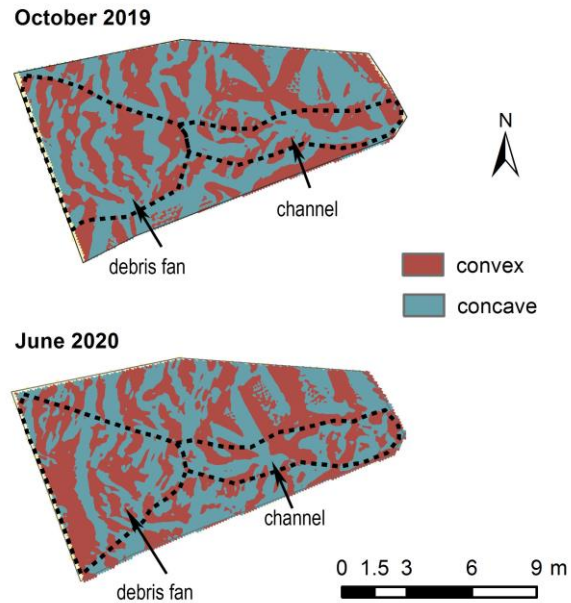 October 2019
N
channel
debris fan
convex
concave
June 2020
channel
debris fan
0 1.5 3 6 9 m